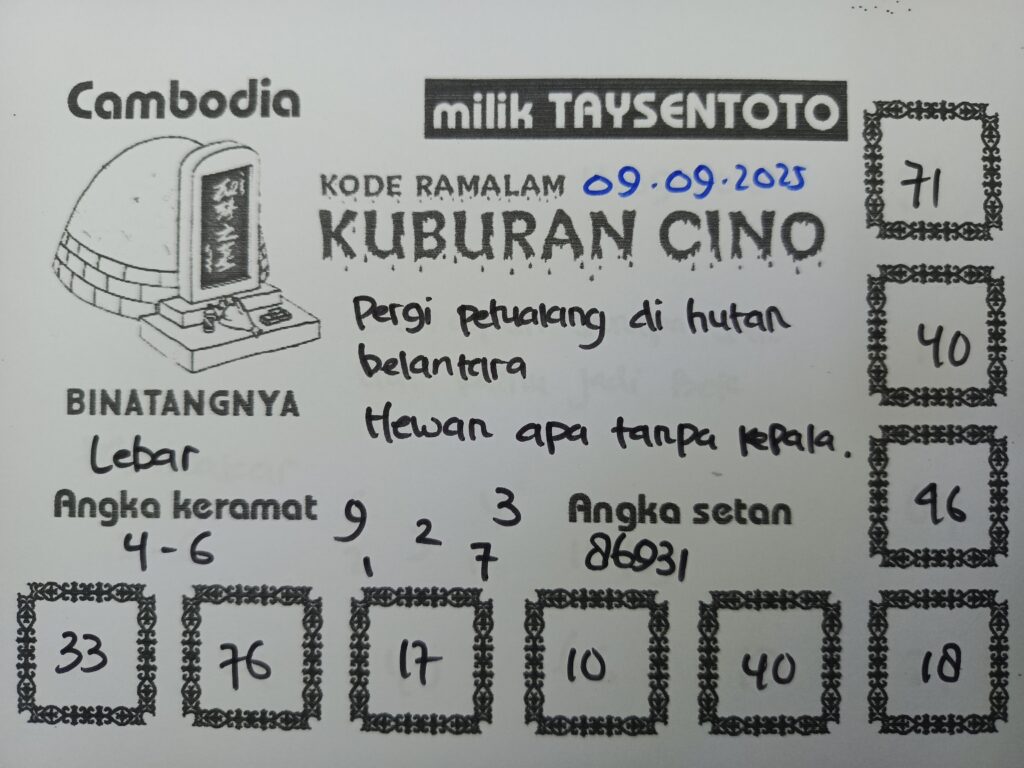 Cambodia
milik TAYSENTOTO
KODE RAMALAM 09.09.2025
KUBURAN CINO
Pergi petualang di hutan
belantara
Hewan apa tanpa kepala.
BINATANGNYA
Lebar
Angka keramat
4-6
9 2 3
1 7
Angka setan
86931
71
40
46
33 76 17 10 40 18